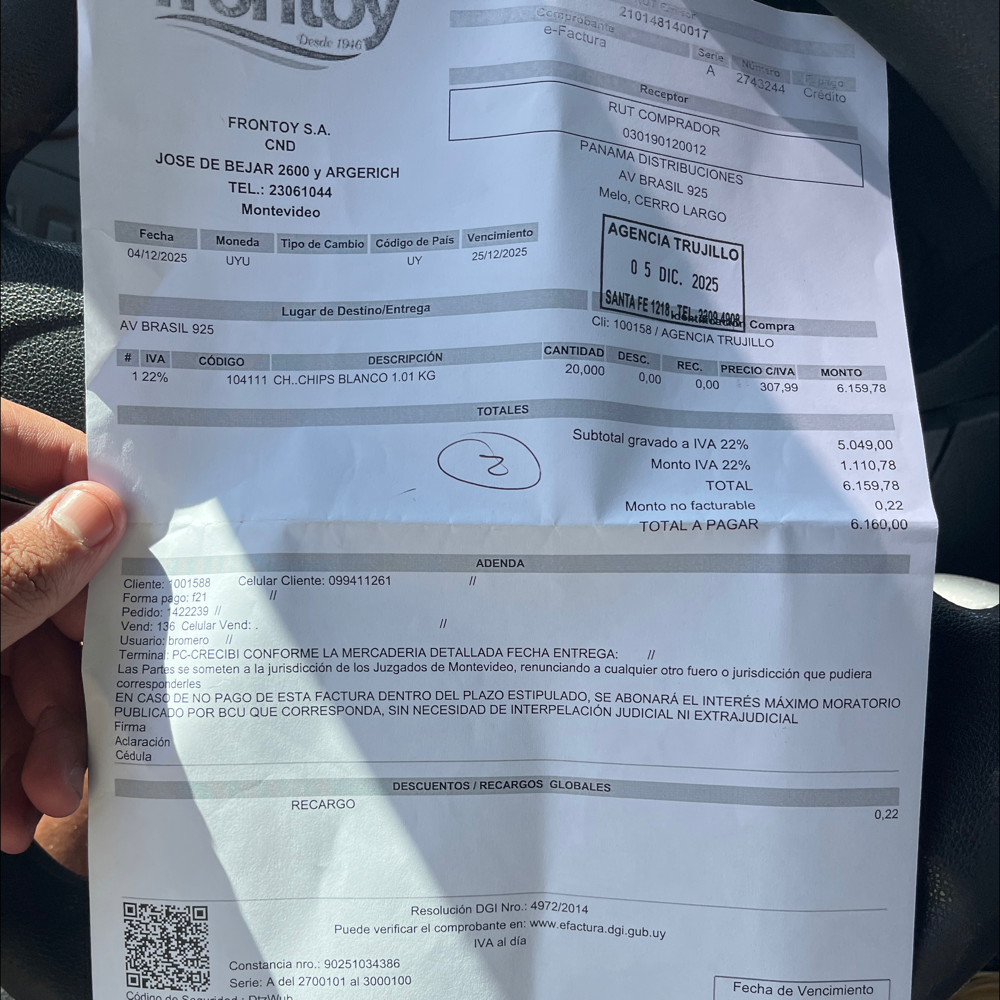 frontoy
Desde 1946
210148140017
Comprobante
e-Factura
Serie Número
A 2743244 Crédito
Receptor
RUT COMPRADOR
030190120012
PANAMA DISTRIBUCIONES
AV BRASIL 925
Melo, CERRO LARGO
FRONTOY S.A.
CND
JOSE DE BEJAR 2600 y ARGERICH
TEL.: 23061044
Montevideo
Fecha Moneda Tipo de Cambio Código de País Vencimiento
04/12/2025 UYU UY 25/12/2025
AGENCIA TRUJILLO
05 DIC. 2025
SANTA FE 1218. TEL. 2209 4908
Lugar de Destino/Entrega
Compra
AV BRASIL 925
Cli: 100158 / AGENCIA TRUJILLO
# IVA CÓDIGO DESCRIPCIÓN CANTIDAD DESC. REC. PRECIO C/IVA MONTO
1 22% 104111 CH..CHIPS BLANCO 1.01 KG 20,000 0,00 0,00 307,99 6.159,78
TOTALES
2
Subtotal gravado a IVA 22% 5.049,00
Monto IVA 22% 1.110,78
TOTAL 6.159,78
Monto no facturable 0,22
TOTAL A PAGAR 6.160,00
ADENDA
Cliente: 1001588 Celular Cliente: 099411261 //
Forma pago: f21 //
Pedido: 1422239 //
Vend: 136 Celular Vend: . //
Usuario: bromero //
Terminal: PC-CRECIBI CONFORME LA MERCADERIA DETALLADA FECHA ENTREGA: //
Las Partes se someten a la jurisdicción de los Juzgados de Montevideo, renunciando a cualquier otro fuero o jurisdicción que pudiera
corresponderles
EN CASO DE NO PAGO DE ESTA FACTURA DENTRO DEL PLAZO ESTIPULADO, SE ABONARÁ EL INTERÉS MÁXIMO MORATORIO
PUBLICADO POR BCU QUE CORRESPONDA, SIN NECESIDAD DE INTERPELACIÓN JUDICIAL NI EXTRAJUDICIAL
Firma
Aclaración
Cédula
DESCUENTOS / RECARGOS GLOBALES
RECARGO 0,22
Resolución DGI Nro.: 4972/2014
Puede verificar el comprobante en: www.efactura.dgi.gub.uy
IVA al día
Constancia nro.: 90251034386
Serie: A del 2700101 al 3000100
Código de Seguridad : DtzWub
Fecha de Vencimiento